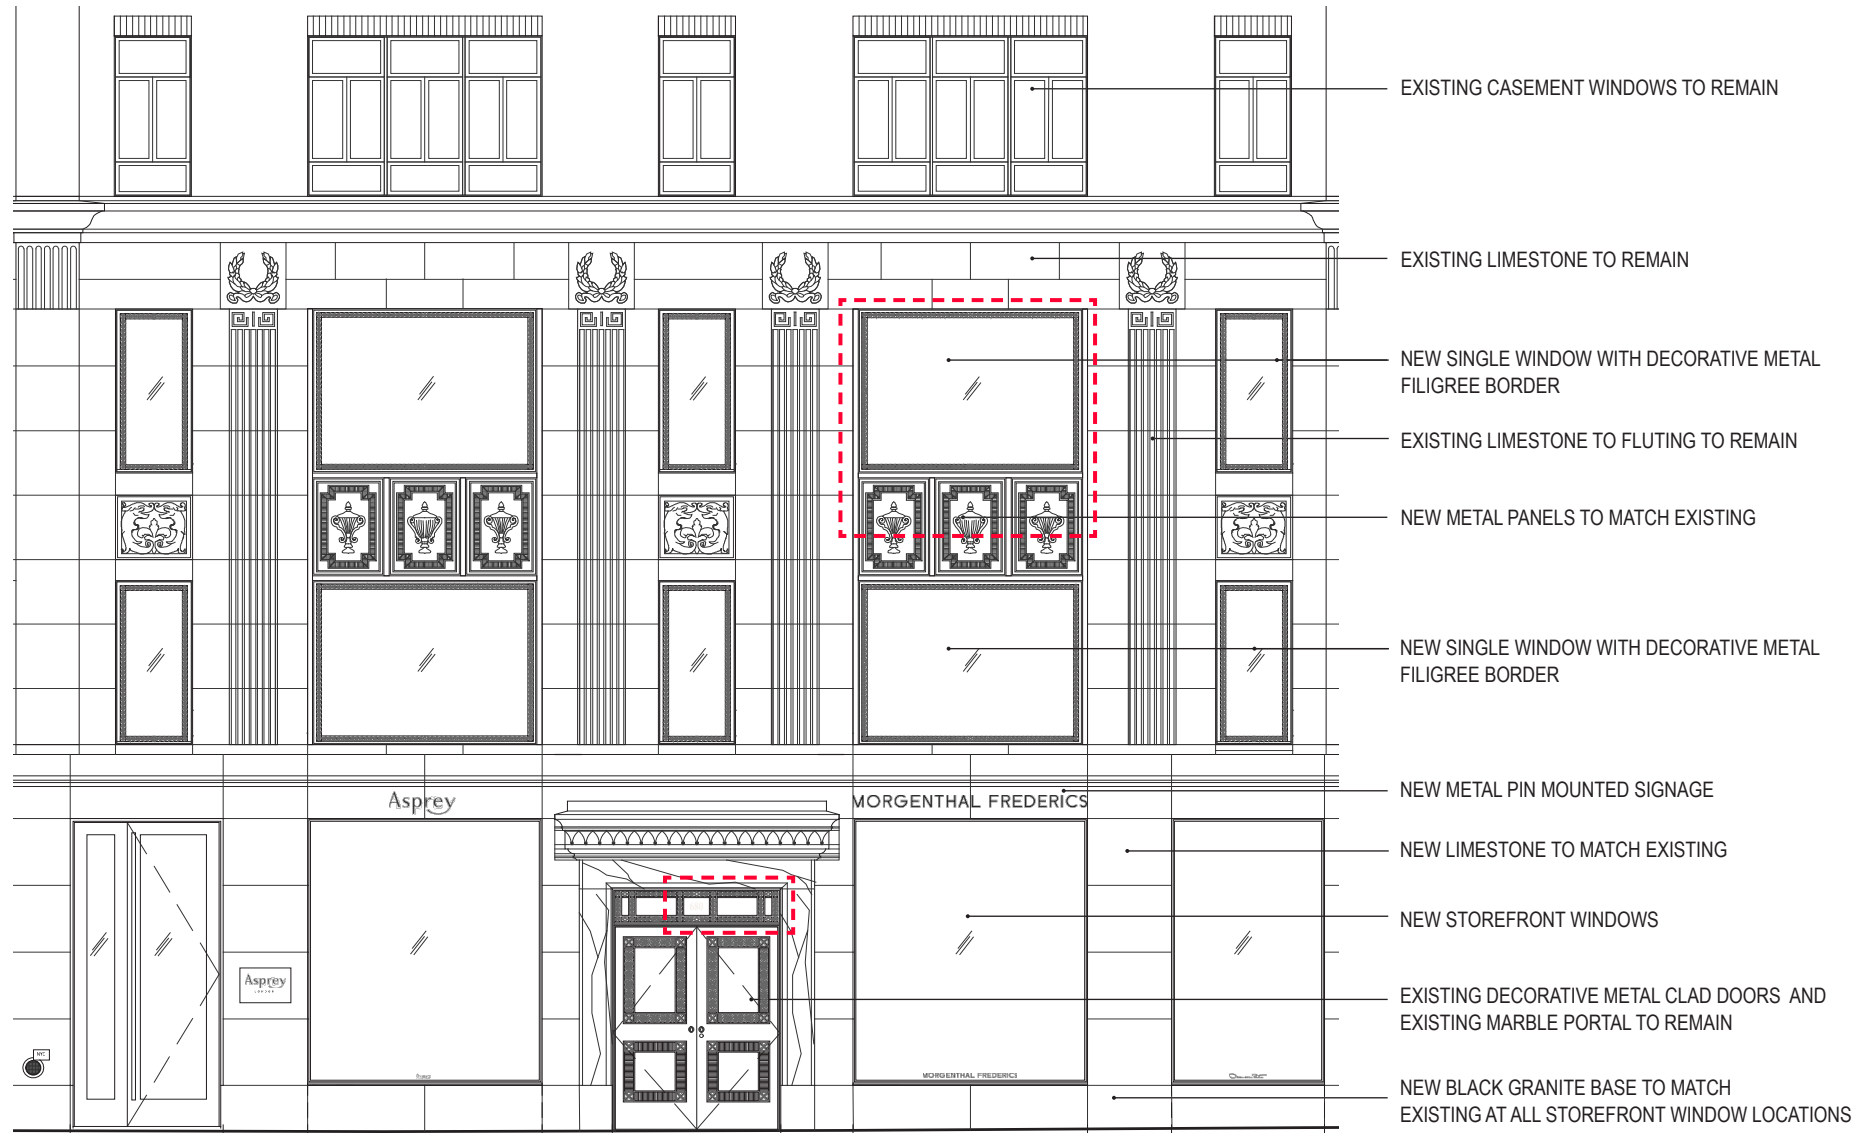 EXISTING CASEMENT WINDOWS TO REMAIN
EXISTING LIMESTONE TO REMAIN
NEW SINGLE WINDOW WITH DECORATIVE METAL
FILIGREE BORDER
EXISTING LIMESTONE TO FLUTING TO REMAIN
NEW METAL PANELS TO MATCH EXISTING
NEW SINGLE WINDOW WITH DECORATIVE METAL
FILIGREE BORDER
NEW METAL PIN MOUNTED SIGNAGE
Asprey
MORGENTHAL FREDERICS
NEW LIMESTONE TO MATCH EXISTING
NEW STOREFRONT WINDOWS
Asprey
LONDON
EXISTING DECORATIVE METAL CLAD DOORS AND
EXISTING MARBLE PORTAL TO REMAIN
NYC
MORGENTHAL FREDERICS
NEW BLACK GRANITE BASE TO MATCH
EXISTING AT ALL STOREFRONT WINDOW LOCATIONS